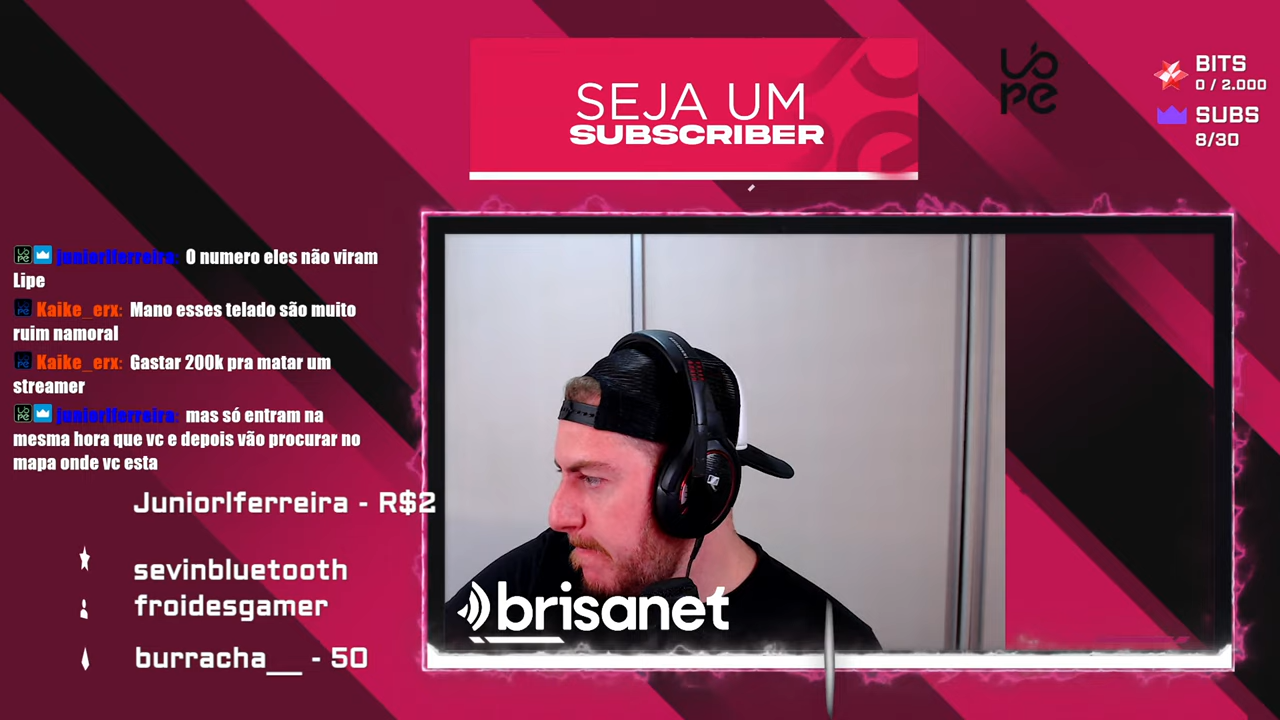 SEJA UM
SUBSCRIBER
LIPE
BITS
0 / 2.000
SUBS
8/30
juniorlferreira: O numero eles não viram
Lipe
Kaike_erx: Mano esses telado são muito
ruim namoral
Kaike_erx: Gastar 200k pra matar um
streamer
juniorlferreira: mas só entram na
mesma hora que vc e depois vão procurar no
mapa onde vc esta
Juniorlferreira - R$2
sevinbluetooth
froidesgamer
burracha__ - 50
brisanet